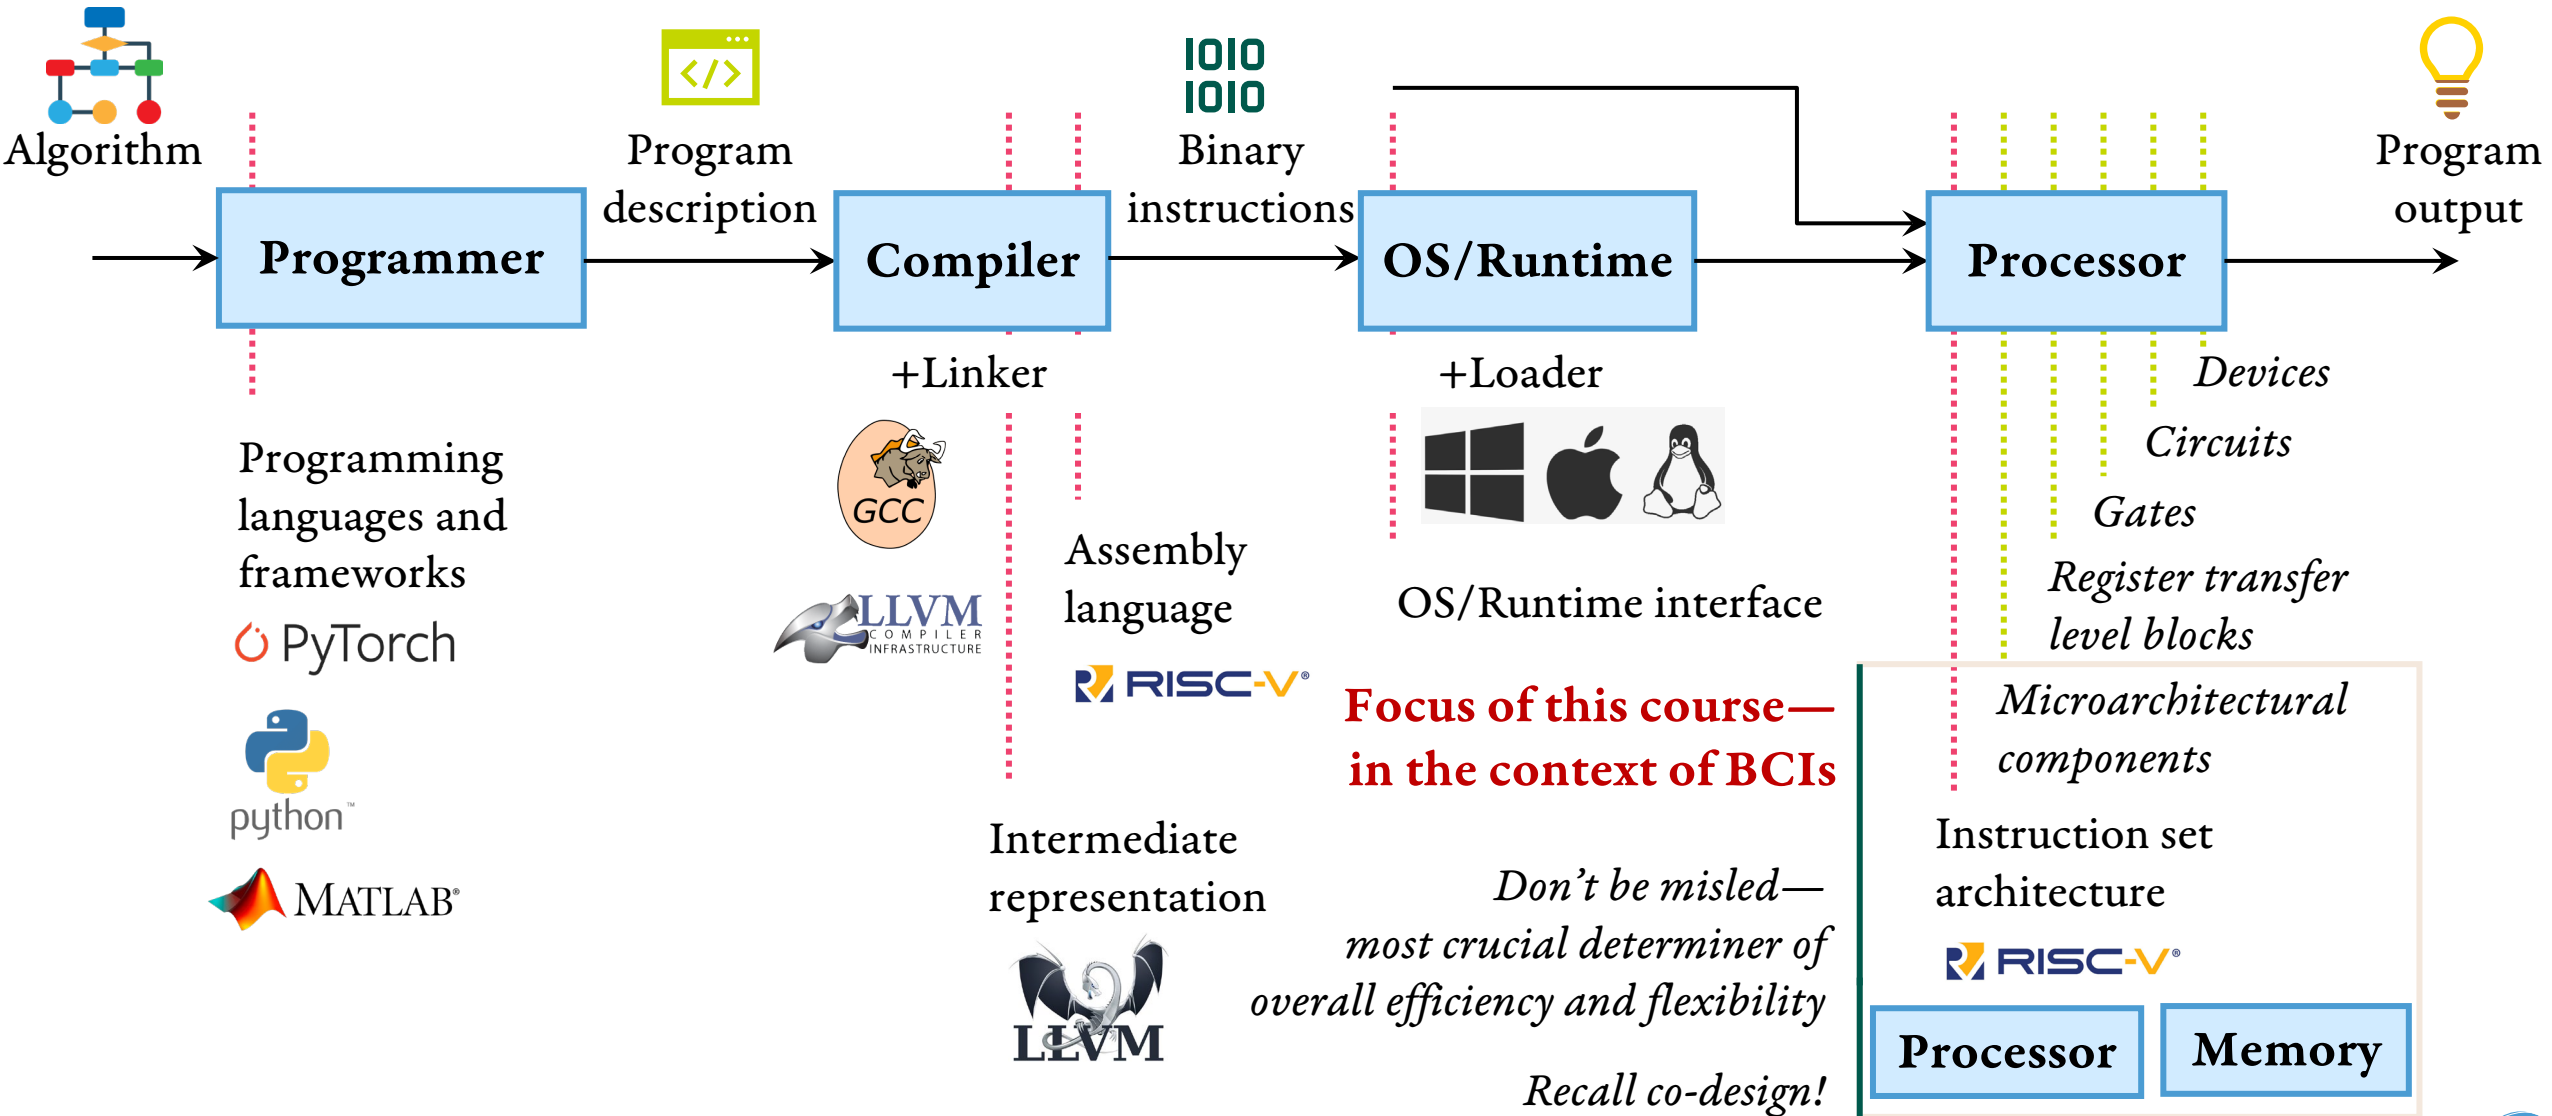 Algorithm
</>
Program
description
1010
1010
Binary
instructions
Program
output
Programmer
Compiler
OS/Runtime
Processor
+Linker
+Loader
Devices
Circuits
Gates
Register transfer
level blocks
Microarchitectural
components
Instruction set
architecture
RISC-V®
Processor
Memory
Programming
languages and
frameworks
PyTorch
python™
MATLAB®
GCC
LLVM
COMPILER
INFRASTRUCTURE
Assembly
language
RISC-V®
Intermediate
representation
LLVM
OS/Runtime interface
Focus of this course—
in the context of BCIs
Don't be misled—
most crucial determiner of
overall efficiency and flexibility
Recall co-design!